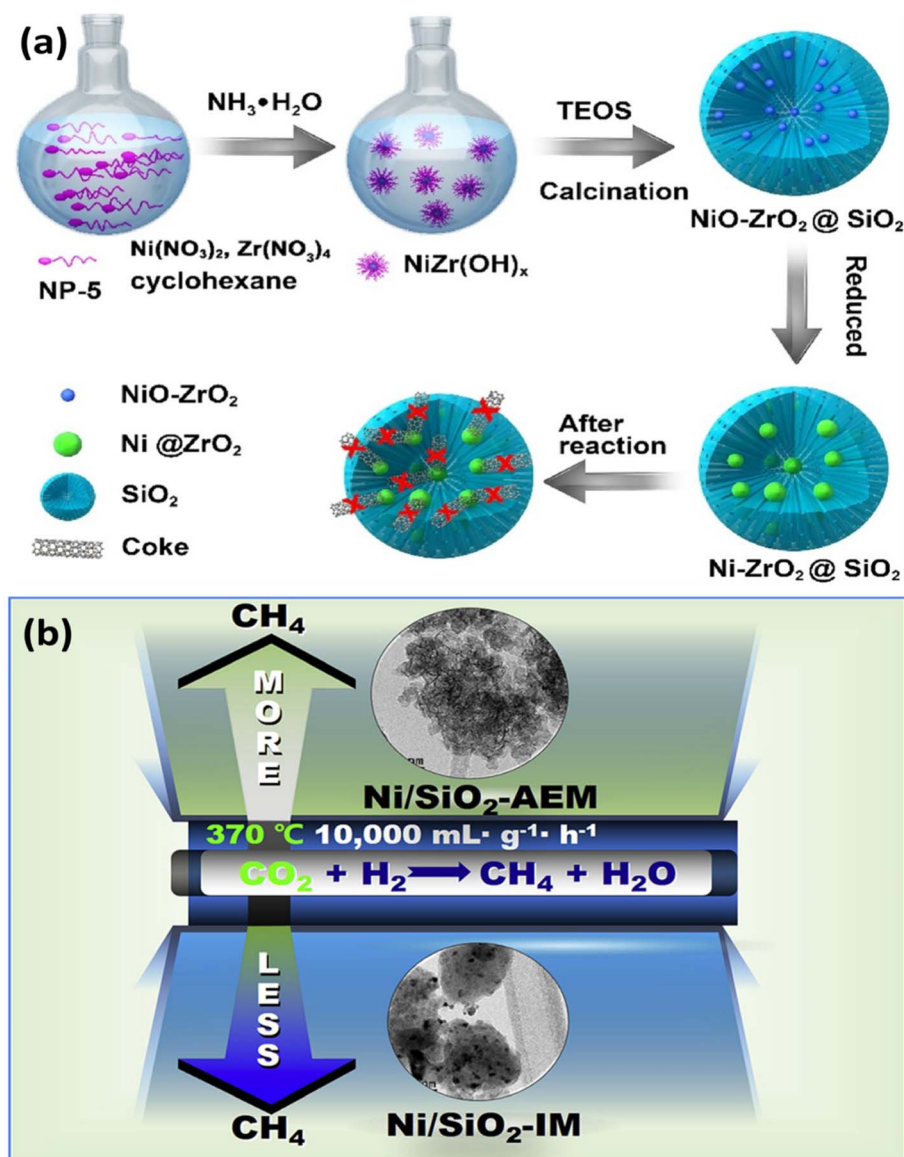 (a)
NH₃•H₂O
TEOS
Calcination
NiO-ZrO₂@SiO₂
NP-5
Ni(NO₃)₂, Zr(NO₃)₄
cyclohexane
NiZr(OH)ₓ
Reduced
NiO-ZrO₂
Ni@ZrO₂
SiO₂
Coke
After
reaction
Ni-ZrO₂@SiO₂
(b)
CH₄
MORE
Ni/SiO₂-AEM
370 ℃ 10,000 mL· g⁻¹· h⁻¹
CO₂ + H₂ → CH₄ + H₂O
LESS
CH₄
Ni/SiO₂-IM